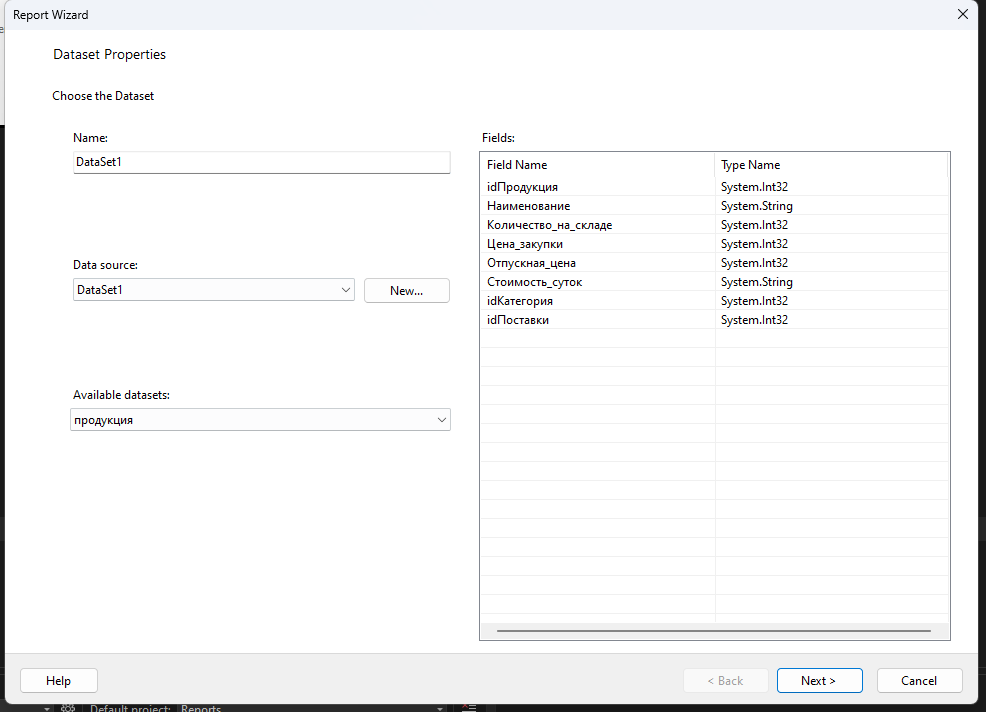 Report Wizard
Dataset Properties
Choose the Dataset
Name:
DataSet1
Data source:
DataSet1
New...
Available datasets:
продукция
Fields:
Field Name Type Name
idПродукция System.Int32
Наименование System.String
Количество_на_складе System.Int32
Цена_закупки System.Int32
Отпускная_цена System.Int32
Стоимость_суток System.String
idКатегория System.Int32
idПоставки System.Int32
Help
< Back
Next >
Cancel
Default project: Reports